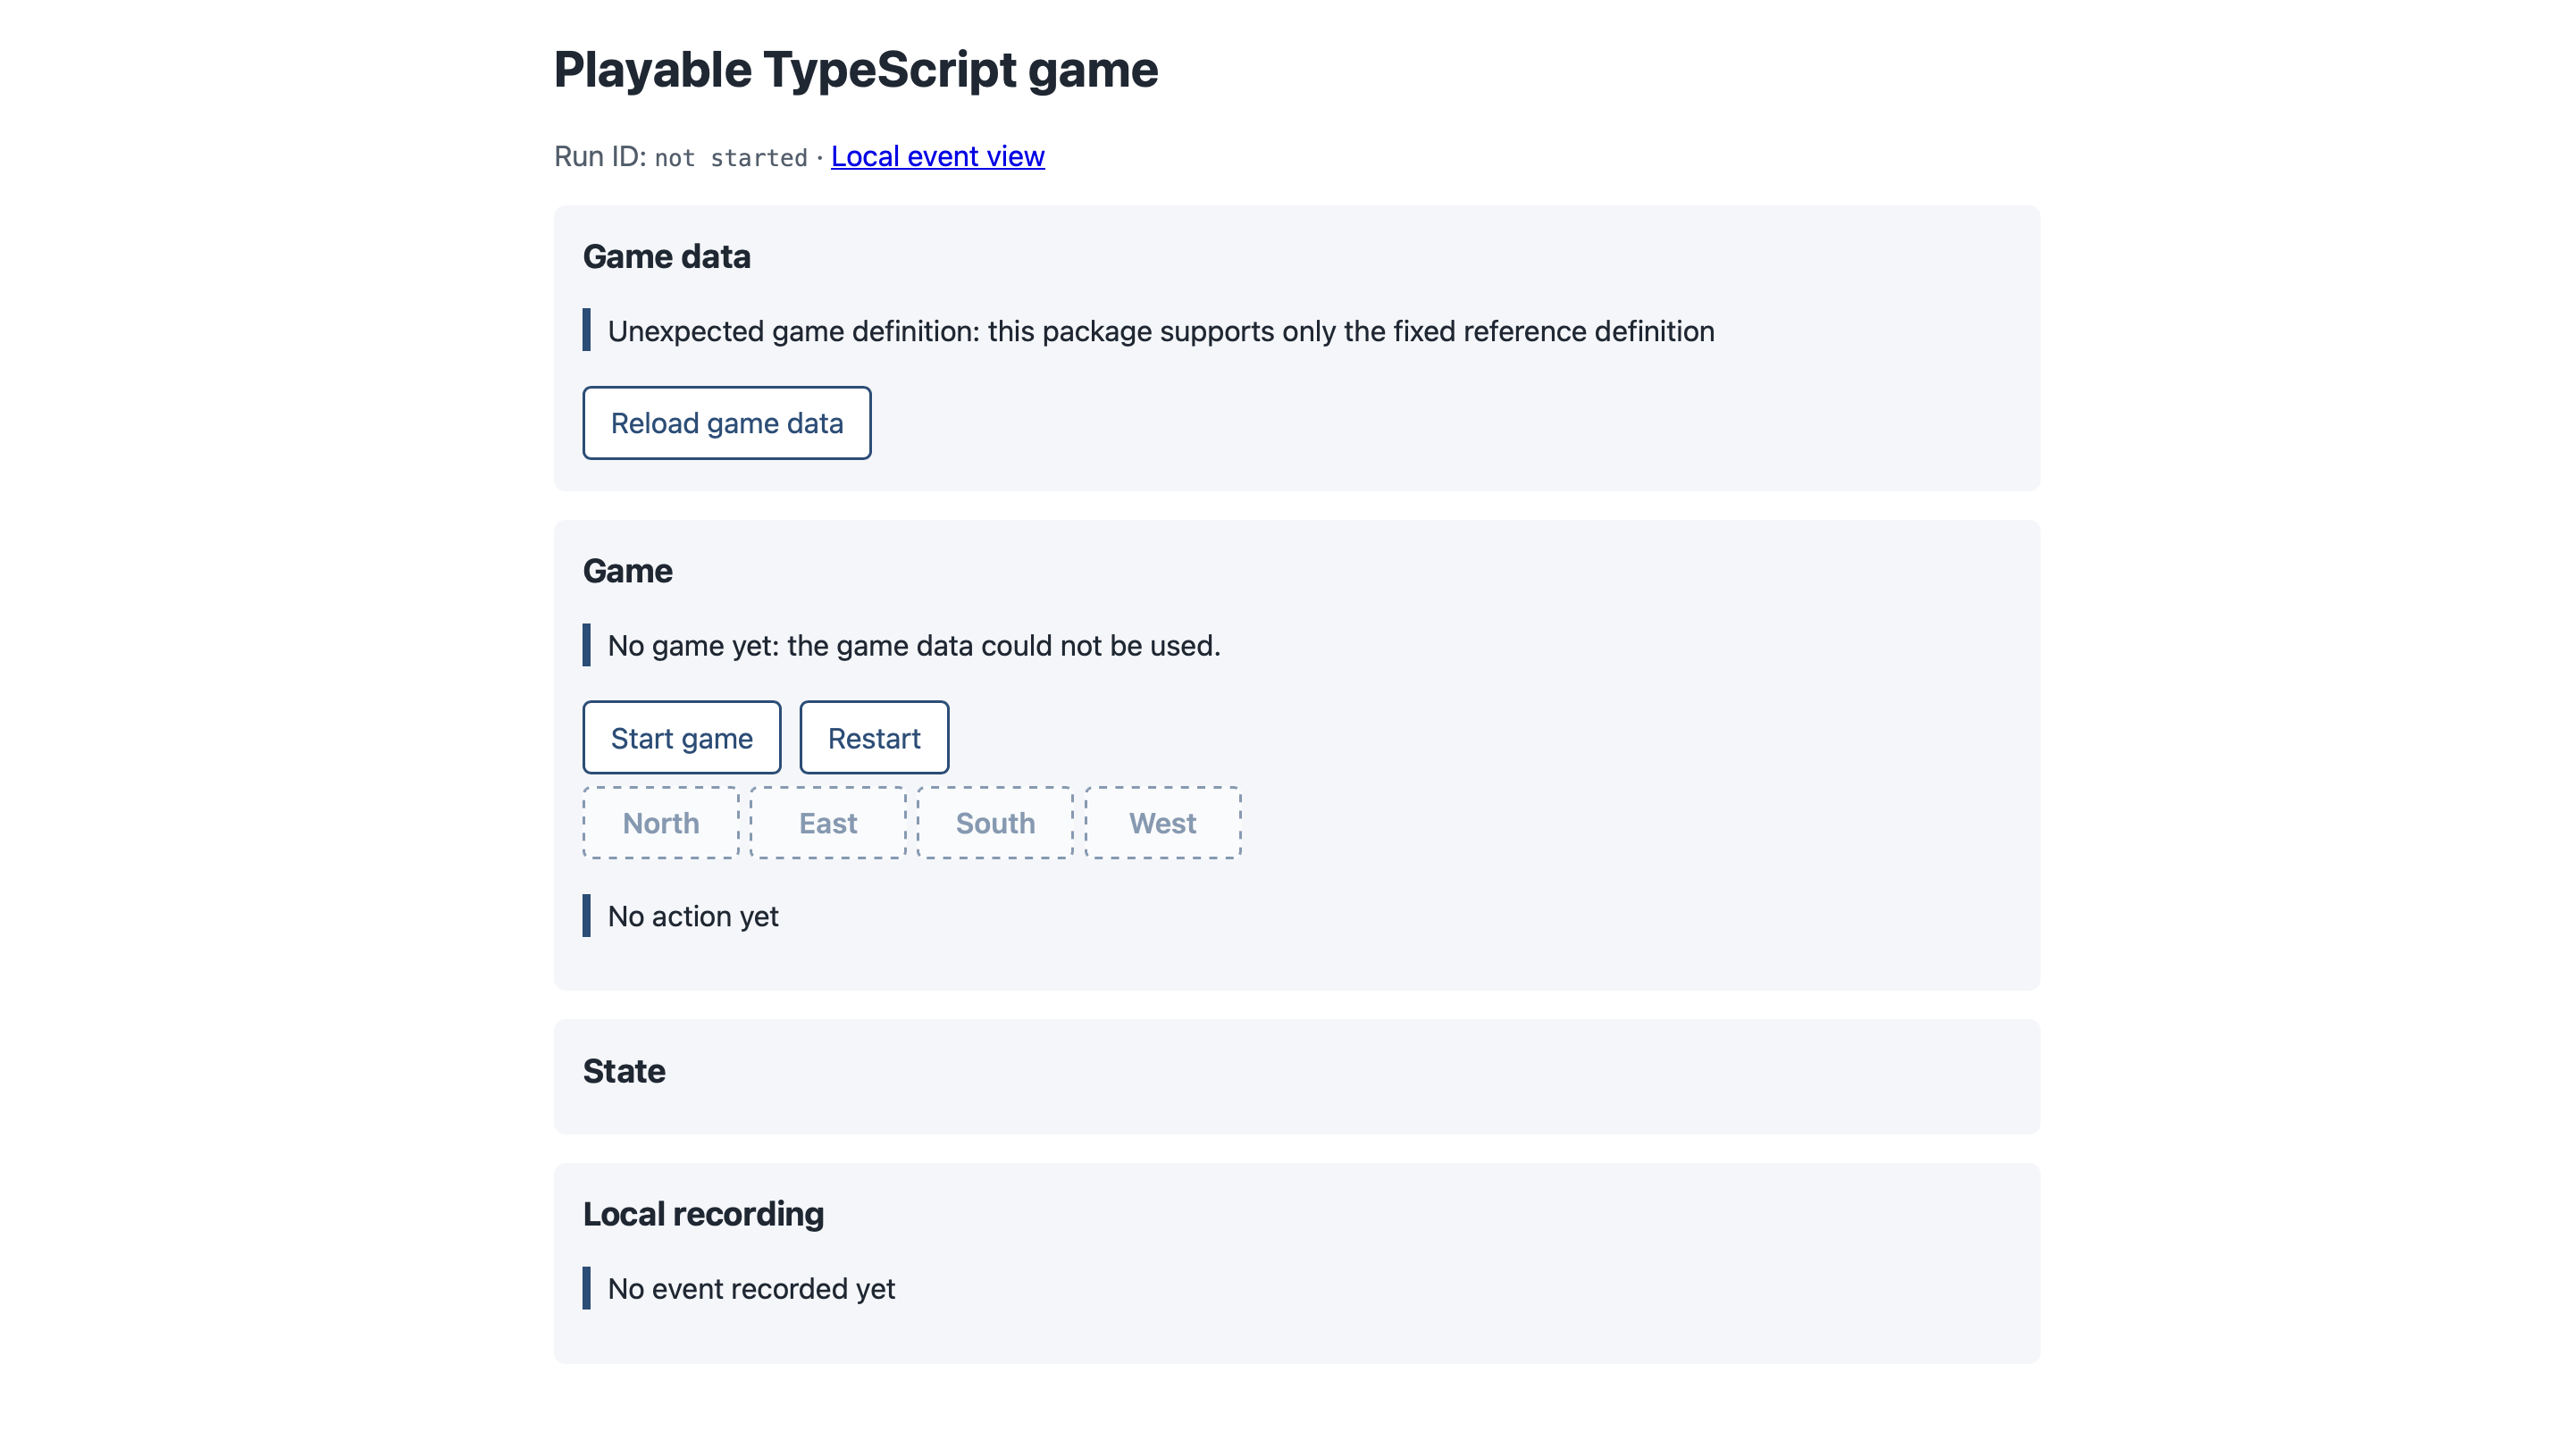 Playable TypeScript game
Run ID: not started · Local event view
Game data
Unexpected game definition: this package supports only the fixed reference definition
Reload game data
Game
No game yet: the game data could not be used.
Start game Restart
North East South West
No action yet
State
Local recording
No event recorded yet